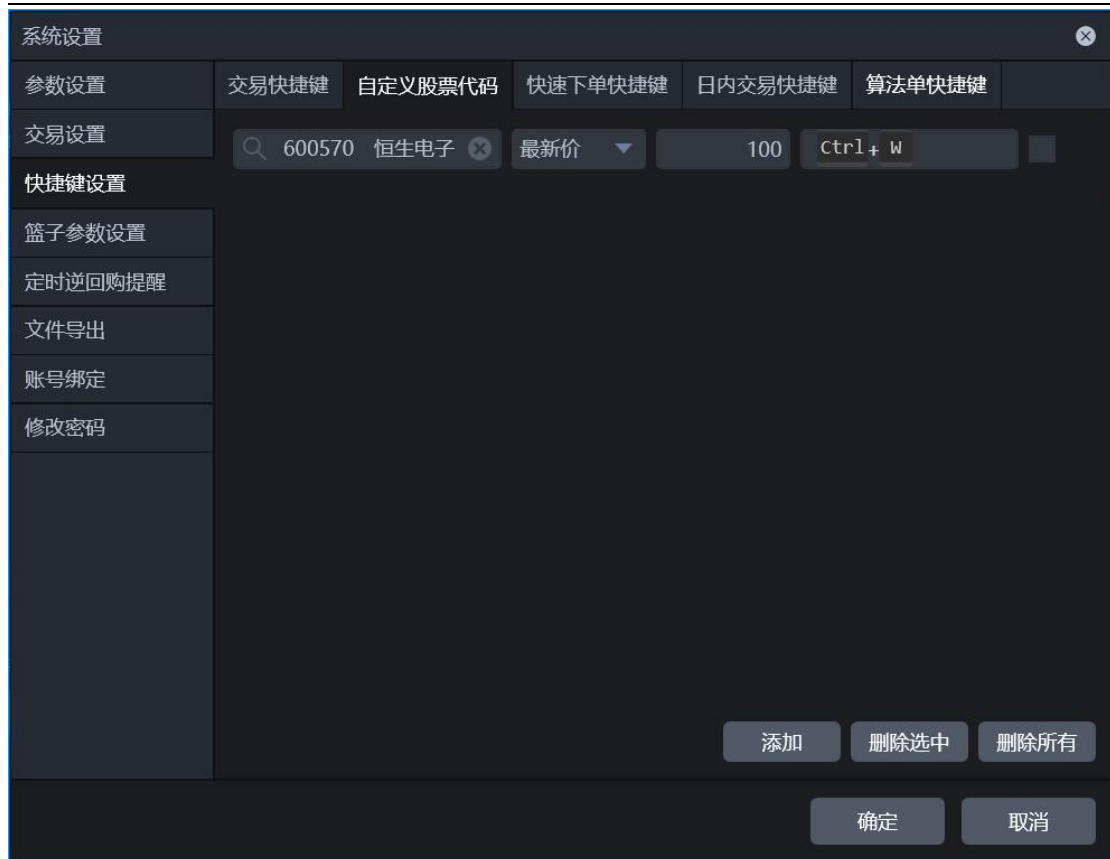 系统设置
参数设置
交易设置
快捷键设置
篮子参数设置
定时逆回购提醒
文件导出
账号绑定
修改密码
交易快捷键 自定义股票代码 快速下单快捷键 日内交易快捷键 算法单快捷键
600570 恒生电子 最新价 100 Ctrl + W
添加 删除选中 删除所有
确定 取消